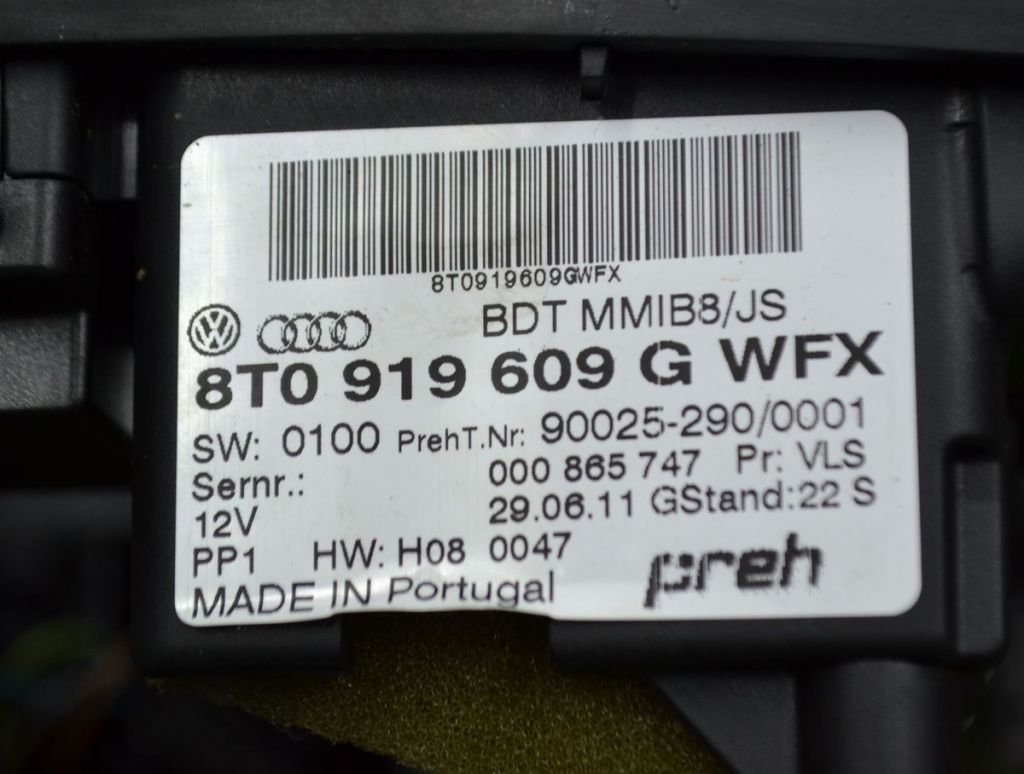 8T0919609GWFX
BDT MMIB8/JS
8T0 919 609 G WFX
SW: 0100 PrehT.Nr: 90025-290/0001
Sernr.: 000 865 747 Pr: VLS
12V 29.06.11 GStand:22 S
PP1 HW: H08 0047
preh
MADE IN Portugal